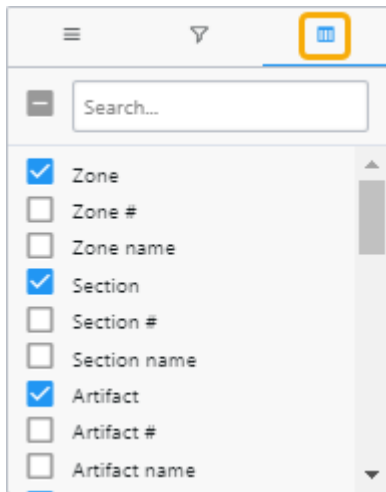 Search...
Zone
Zone #
Zone name
Section
Section #
Section name
Artifact
Artifact #
Artifact name